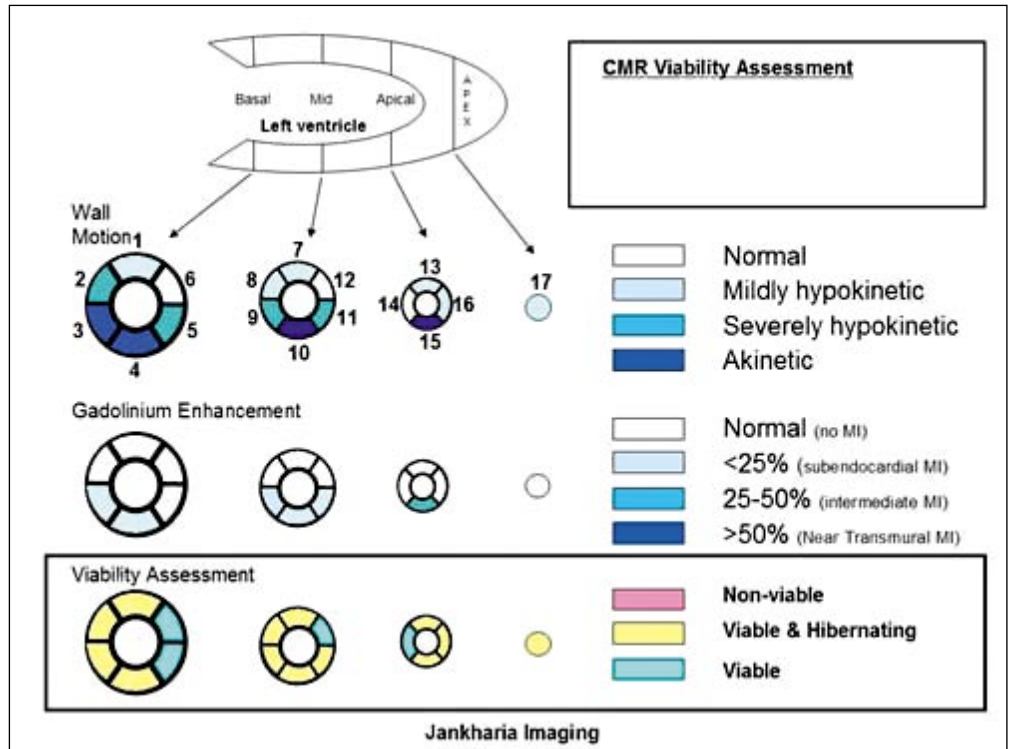 CMR Viability Assessment
Basal Mid Apical
APEX
Left ventricle
Wall
Motion
1
2 6
3 5
4
7
8 12
9 11
10
13
14 16
15
17
Normal
Mildly hypokinetic
Severely hypokinetic
Akinetic
Gadolinium Enhancement
Normal (no MI)
<25% (subendocardial MI)
25-50% (intermediate MI)
>50% (Near Transmural MI)
Viability Assessment
Non-viable
Viable & Hibernating
Viable
Jankharia Imaging